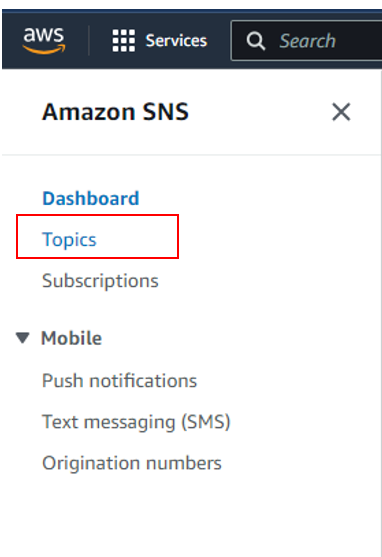 aws
Services
Search
Amazon SNS
Dashboard
Topics
Subscriptions
Mobile
Push notifications
Text messaging (SMS)
Origination numbers